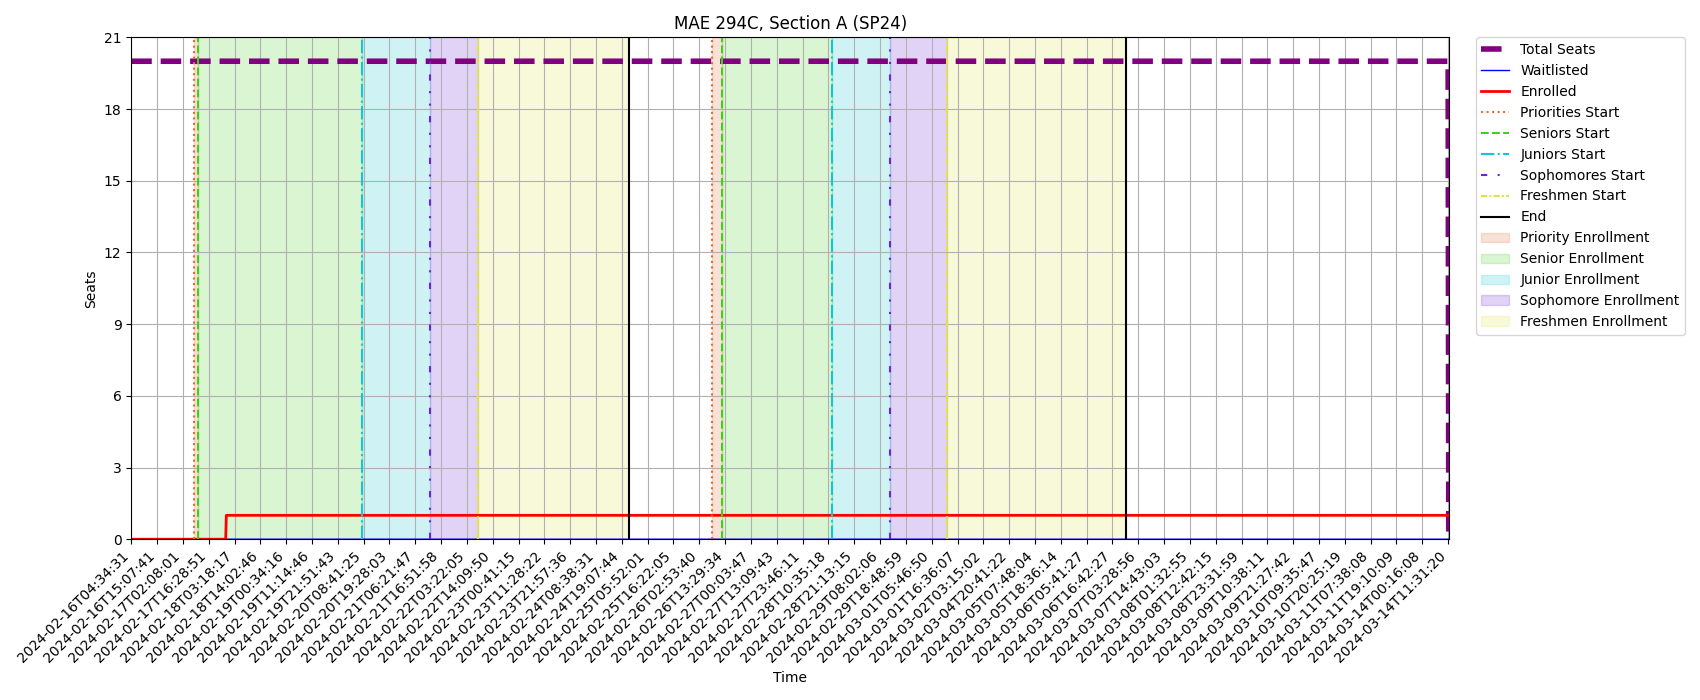 MAE 294C, Section A (SP24)
21
18
15
12
9
6
3
0
Seats
2024-02-16T04:34:31
2024-02-16T15:07:41
2024-02-17T02:08:01
2024-02-17T16:28:51
2024-02-18T03:18:17
2024-02-18T14:02:46
2024-02-19T00:34:16
2024-02-19T11:14:46
2024-02-19T21:51:43
2024-02-20T08:41:25
2024-02-20T19:28:03
2024-02-21T06:21:47
2024-02-21T16:51:58
2024-02-22T03:22:05
2024-02-22T14:09:50
2024-02-23T00:41:15
2024-02-23T11:28:22
2024-02-23T21:57:36
2024-02-24T08:38:31
2024-02-24T19:07:44
2024-02-25T05:52:01
2024-02-25T16:22:05
2024-02-26T02:53:40
2024-02-26T13:29:34
2024-02-27T00:03:47
2024-02-27T13:09:43
2024-02-27T23:46:11
2024-02-28T10:35:18
2024-02-28T21:13:15
2024-02-29T08:02:06
2024-02-29T18:48:59
2024-03-01T05:46:50
2024-03-01T16:36:07
2024-03-02T03:15:02
2024-03-04T20:41:22
2024-03-05T07:48:04
2024-03-05T18:36:14
2024-03-06T05:41:27
2024-03-06T16:42:27
2024-03-07T03:28:56
2024-03-07T14:43:03
2024-03-08T01:32:55
2024-03-08T12:42:15
2024-03-08T23:31:59
2024-03-09T10:38:11
2024-03-09T21:27:42
2024-03-10T09:35:47
2024-03-10T20:25:19
2024-03-11T07:38:08
2024-03-11T19:10:09
2024-03-14T00:16:08
2024-03-14T11:31:20
Time
Total Seats
Waitlisted
Enrolled
Priorities Start
Seniors Start
Juniors Start
Sophomores Start
Freshmen Start
End
Priority Enrollment
Senior Enrollment
Junior Enrollment
Sophomore Enrollment
Freshmen Enrollment